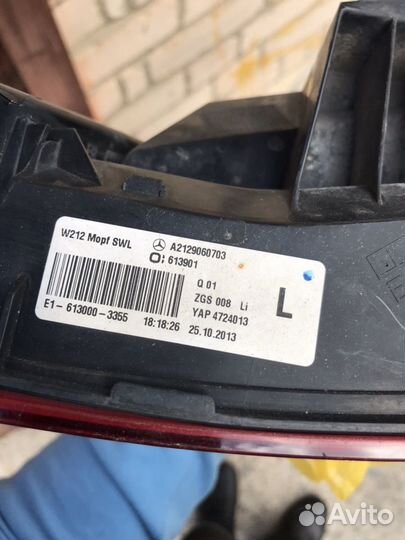 W212 Mopf SWL A2129060703
O: 613901
Q 01
ZGS 008 Li
YAP 4724013
L
E1-613000-3355 18:18:26 25.10.2013
Avito